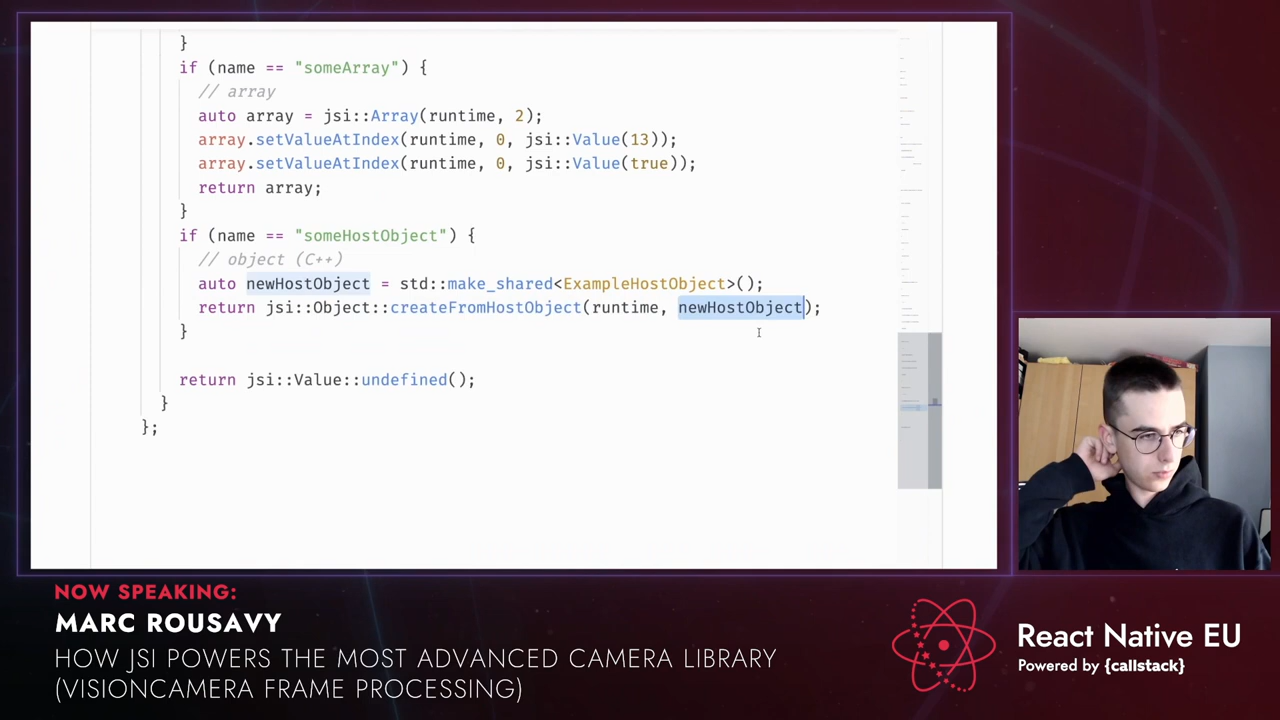 }
if (name == "someArray") {
// array
auto array = jsi::Array(runtime, 2);
array.setValueAtIndex(runtime, 0, jsi::Value(13));
array.setValueAtIndex(runtime, 0, jsi::Value(true));
return array;
}
if (name == "someHostObject") {
// object (C++)
auto newHostObject = std::make_shared<ExampleHostObject>();
return jsi::Object::createFromHostObject(runtime, newHostObject);
}
return jsi::Value::undefined();
}
};
NOW SPEAKING:
MARC ROUSAVY
HOW JSI POWERS THE MOST ADVANCED CAMERA LIBRARY
(VISIONCAMERA FRAME PROCESSING)
React Native EU
Powered by {callstack}